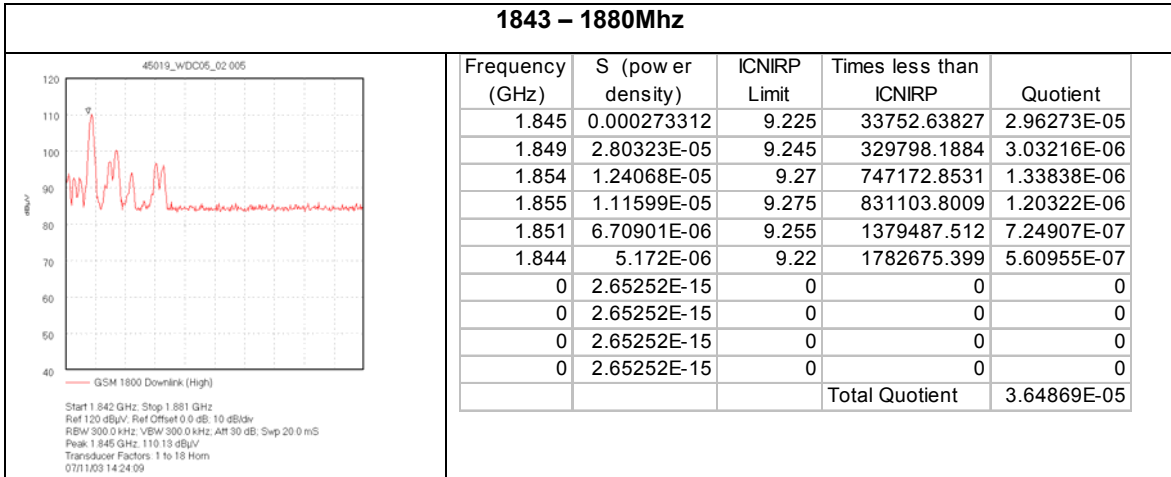 1843 – 1880Mhz
45019_WDC05_02 005
120
110
100
90
80
70
60
50
40
dBµV
GSM 1800 Downlink (High)
Start 1.842 GHz; Stop 1.881 GHz
Ref 120 dBµV; Ref Offset 0.0 dB; 10 dB/div
RBW 300.0 kHz; VBW 300.0 kHz; Att 30 dB; Swp 20.0 mS
Peak 1.845 GHz, 110.13 dBµV
Transducer Factors: 1 to 18 Horn
07/11/03 14:24:09
Frequency (GHz) S (power density) ICNIRP Limit Times less than ICNIRP Quotient
1.845 0.000273312 9.225 33752.63827 2.96273E-05
1.849 2.80323E-05 9.245 329798.1884 3.03216E-06
1.854 1.24068E-05 9.27 747172.8531 1.33838E-06
1.855 1.11599E-05 9.275 831103.8009 1.20322E-06
1.851 6.70901E-06 9.255 1379487.512 7.24907E-07
1.844 5.172E-06 9.22 1782675.399 5.60955E-07
0 2.65252E-15 0 0 0
0 2.65252E-15 0 0 0
0 2.65252E-15 0 0 0
0 2.65252E-15 0 0 0
Total Quotient 3.64869E-05